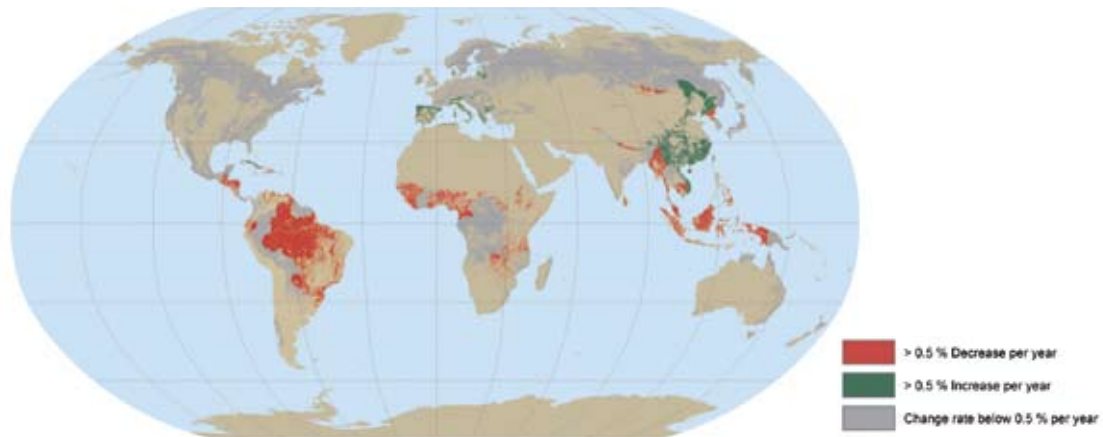 > 0.5 % Decrease per year
> 0.5 % Increase per year
Change rate below 0.5 % per year